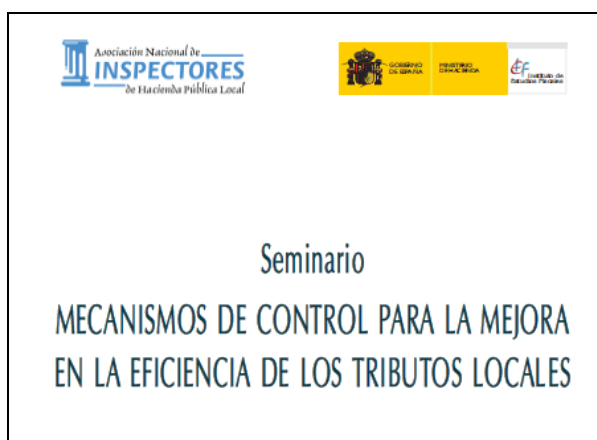 Asociación Nacional de
INSPECTORES
de Hacienda Pública Local
GOBIERNO DE ESPAÑA
MINISTERIO DE HACIENDA
Instituto de Estudios Fiscales
Seminario
MECANISMOS DE CONTROL PARA LA MEJORA
EN LA EFICIENCIA DE LOS TRIBUTOS LOCALES